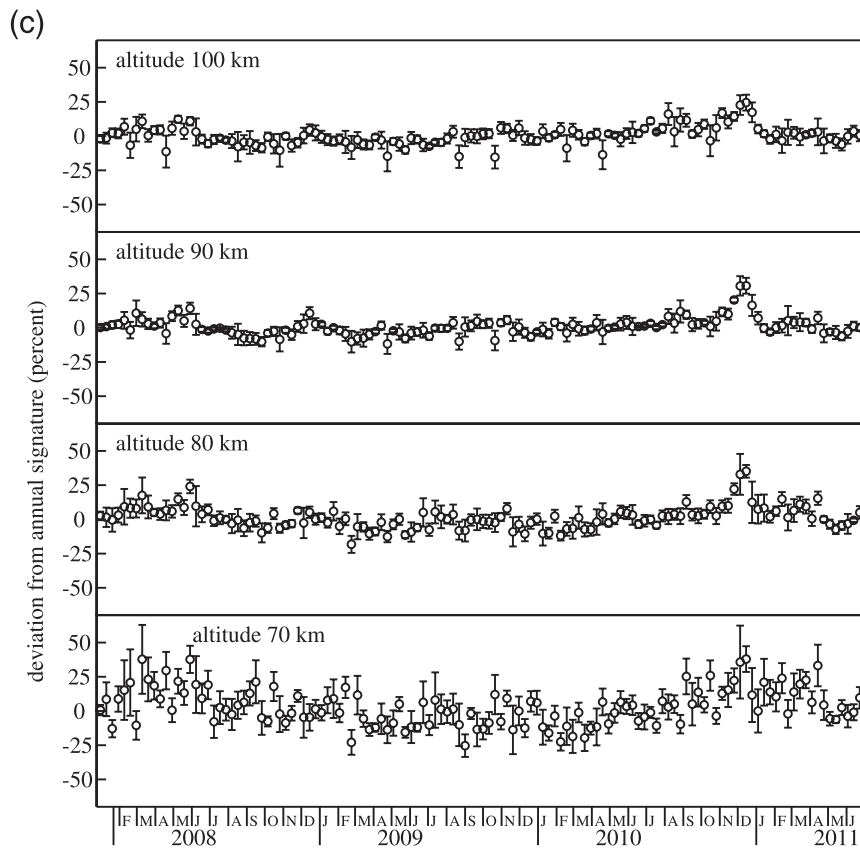 (c)
altitude 100 km
50
25
0
-25
-50
altitude 90 km
50
25
0
-25
-50
altitude 80 km
50
25
0
-25
-50
altitude 70 km
50
25
0
-25
-50
deviation from annual signature (percent)
F M A M J J A S O N D J F M A M J J A S O N D J F M A M J J A S O N D J F M A M J
2008 2009 2010 2011